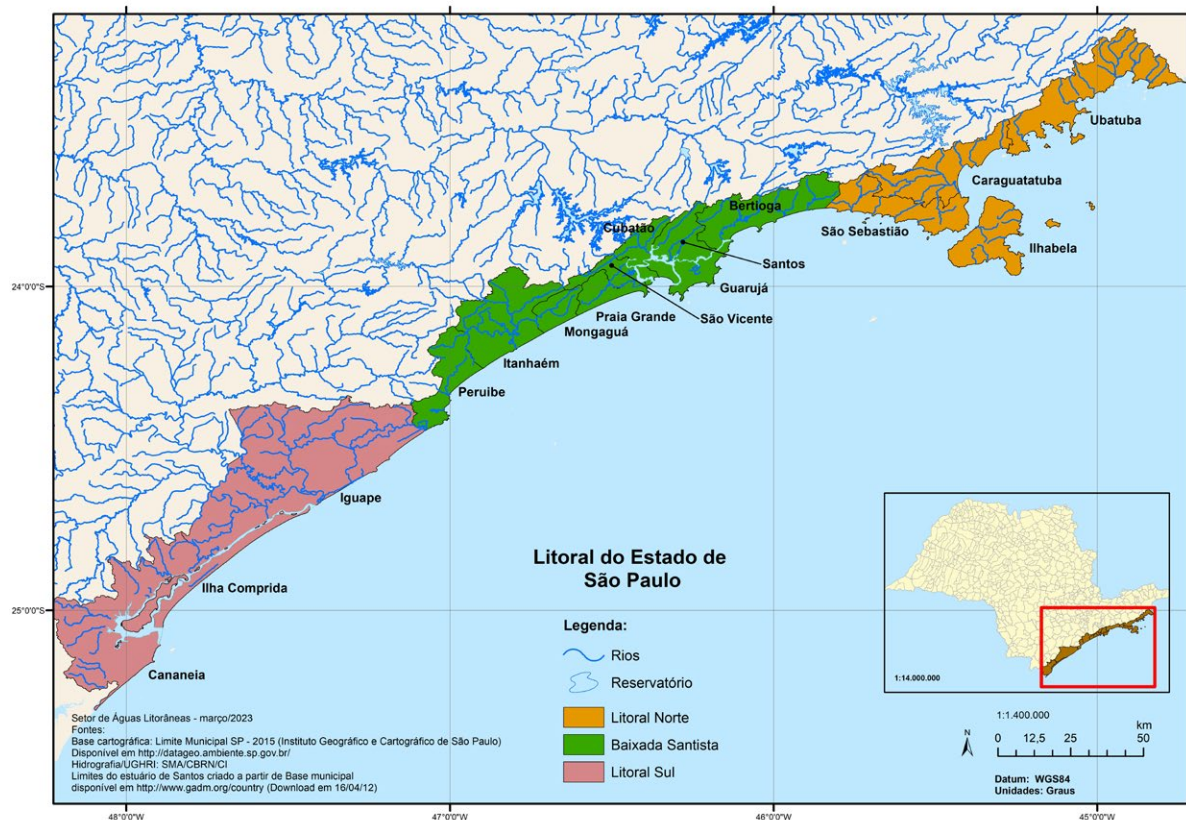 Ubatuba
Caraguatatuba
Bertioga
São Sebastião
Cubatão
Ilhabela
Santos
24°0'0"S
Guarujá
Praia Grande
São Vicente
Mongaguá
Itanhaém
Peruibe
Iguape
Litoral do Estado de
São Paulo
Ilha Comprida
25°0'0"S
Legenda:
Rios
Reservatório
Cananeia
Litoral Norte
Baixada Santista
Litoral Sul
1:14.000.000
1:1.400.000
km
N
0 12,5 25 50
Datum: WGS84
Unidades: Graus
Setor de Águas Litorâneas - março/2023
Fontes:
Base cartográfica: Limite Municipal SP - 2015 (Instituto Geográfico e Cartográfico de São Paulo)
Disponível em http://datageo.ambiente.sp.gov.br/
Hidrografia/UGHRI: SMA/CBRN/CI
Limites do estuário de Santos criado a partir de Base municipal
disponível em http://www.gadm.org/country (Download em 16/04/12)
48°0'0"W 47°0'0"W 46°0'0"W 45°0'0"W